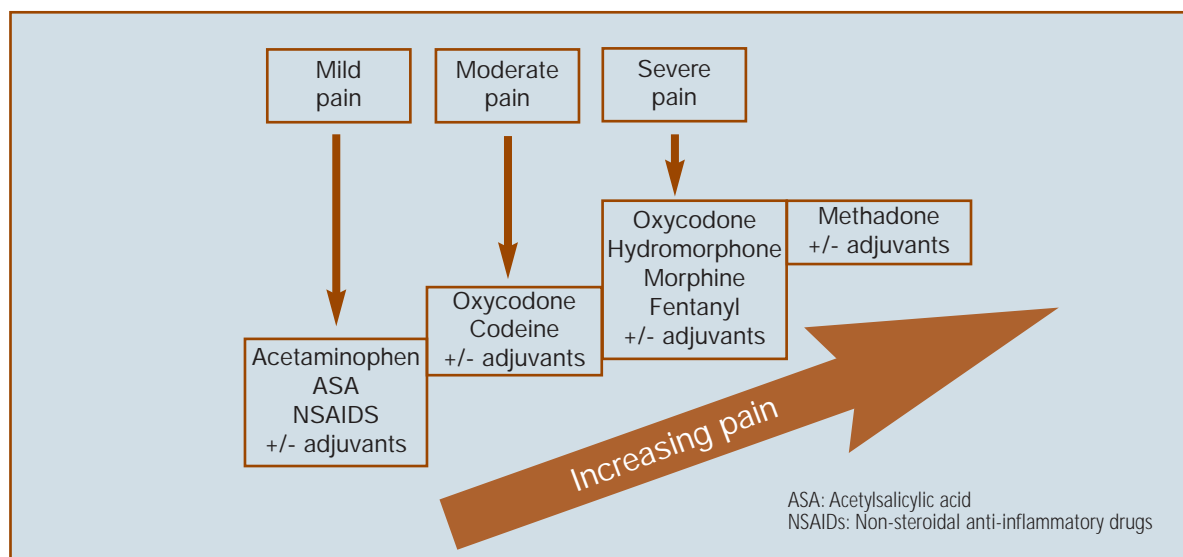 Mild
pain
Moderate
pain
Severe
pain
Acetaminophen
ASA
NSAIDS
+/- adjuvants
Oxycodone
Codeine
+/- adjuvants
Oxycodone
Hydromorphone
Morphine
Fentanyl
+/- adjuvants
Methadone
+/- adjuvants
Increasing pain
ASA: Acetylsalicylic acid
NSAIDs: Non-steroidal anti-inflammatory drugs